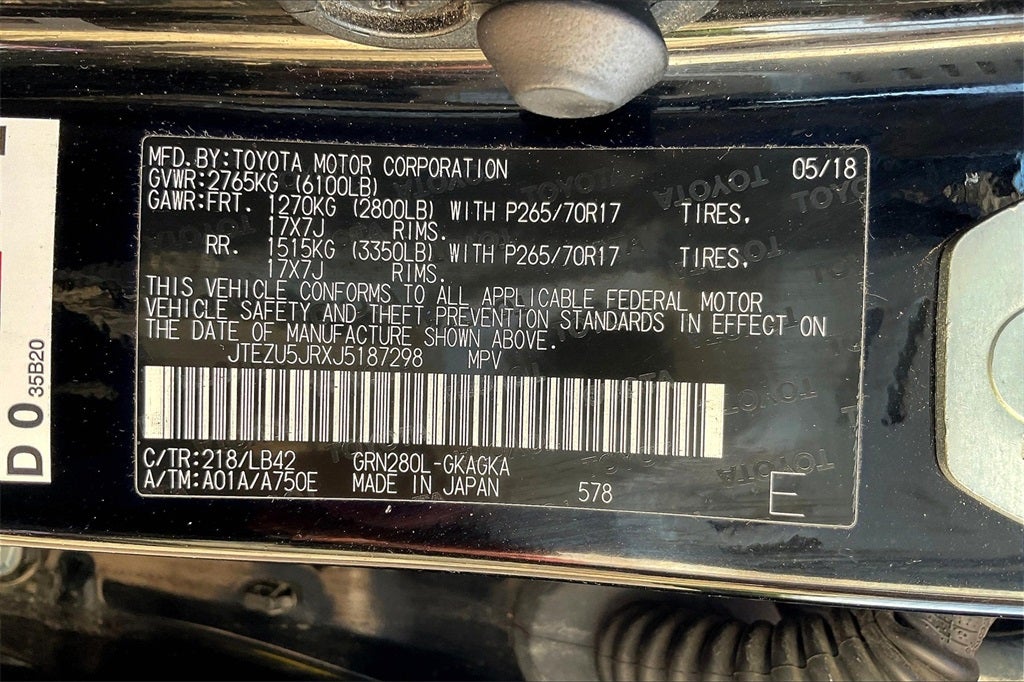 MFD.BY:TOYOTA MOTOR CORPORATION 05/18
GVWR:2765KG (6100LB)
GAWR:FRT. 1270KG (2800LB) WITH P265/70R17 TIRES,
17X7J RIMS.
RR. 1515KG (3350LB) WITH P265/70R17 TIRES,
17X7J RIMS.
THIS VEHICLE CONFORMS TO ALL APPLICABLE FEDERAL MOTOR
VEHICLE SAFETY AND THEFT PREVENTION STANDARDS IN EFFECT ON
THE DATE OF MANUFACTURE SHOWN ABOVE.
JTEZU5JRXJ5187298 MPV
C/TR:218/LB42 GRN280L-GKAGKA
A/TM:A01A/A750E MADE IN JAPAN 578 E
D 0 35B20